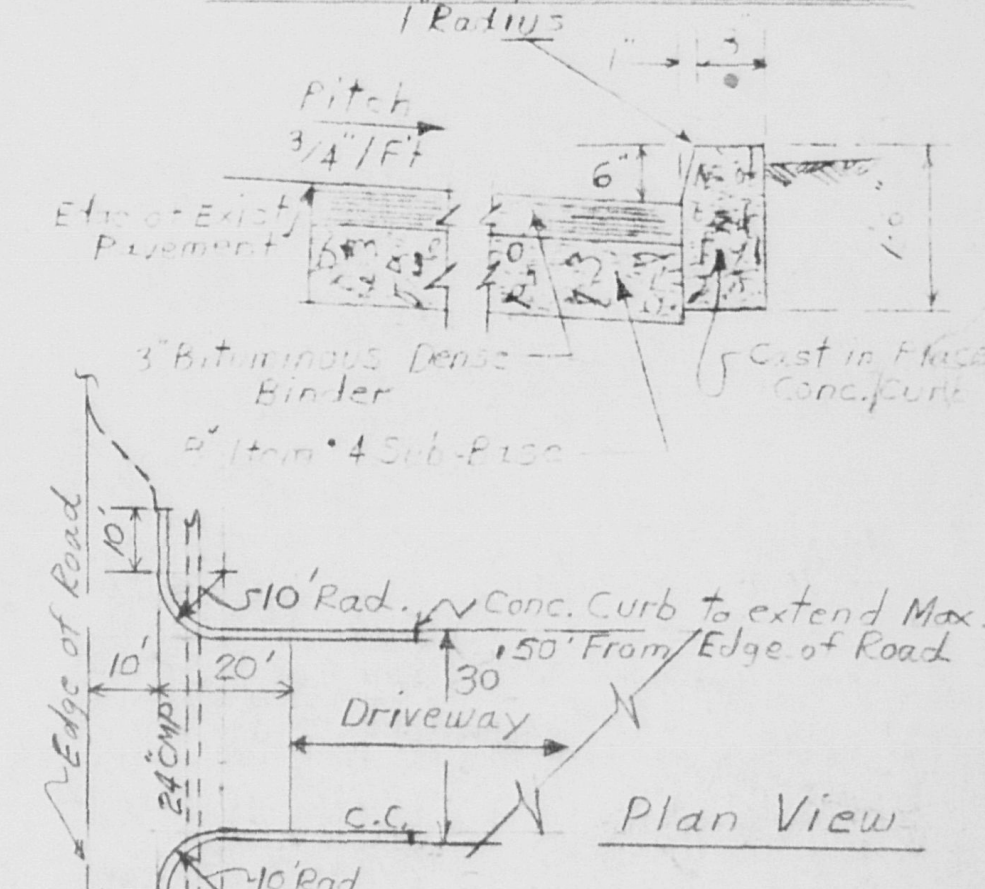 1" Radius
1" 3"
Pitch
3/4"/Ft
6"
Edge of Exist.
Pavement
3" Bituminous Dense
Binder
Cast in Place
Conc. Curb
8" Item #4 Sub-Base
10'
Edge of Road
10' Rad.
Conc. Curb to extend Max.
50' From Edge of Road
10' 20'
30'
Driveway
24" CMP
C.C.
Plan View
10' Rad